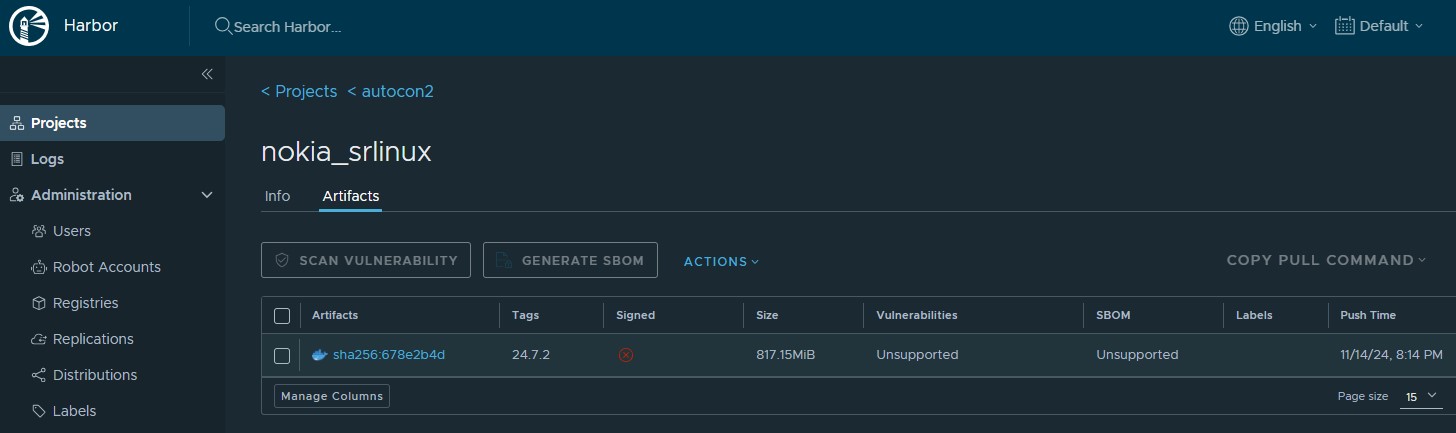 Harbor
Search Harbor...
English
Default
< Projects < autocon2
Projects
Logs
Administration
Users
Robot Accounts
Registries
Replications
Distributions
Labels
nokia_srlinux
Info Artifacts
SCAN VULNERABILITY GENERATE SBOM ACTIONS COPY PULL COMMAND
Artifacts Tags Signed Size Vulnerabilities SBOM Labels Push Time
sha256:678e2b4d 24.7.2 817.15MiB Unsupported Unsupported 11/14/24, 8:14 PM
Manage Columns Page size 15